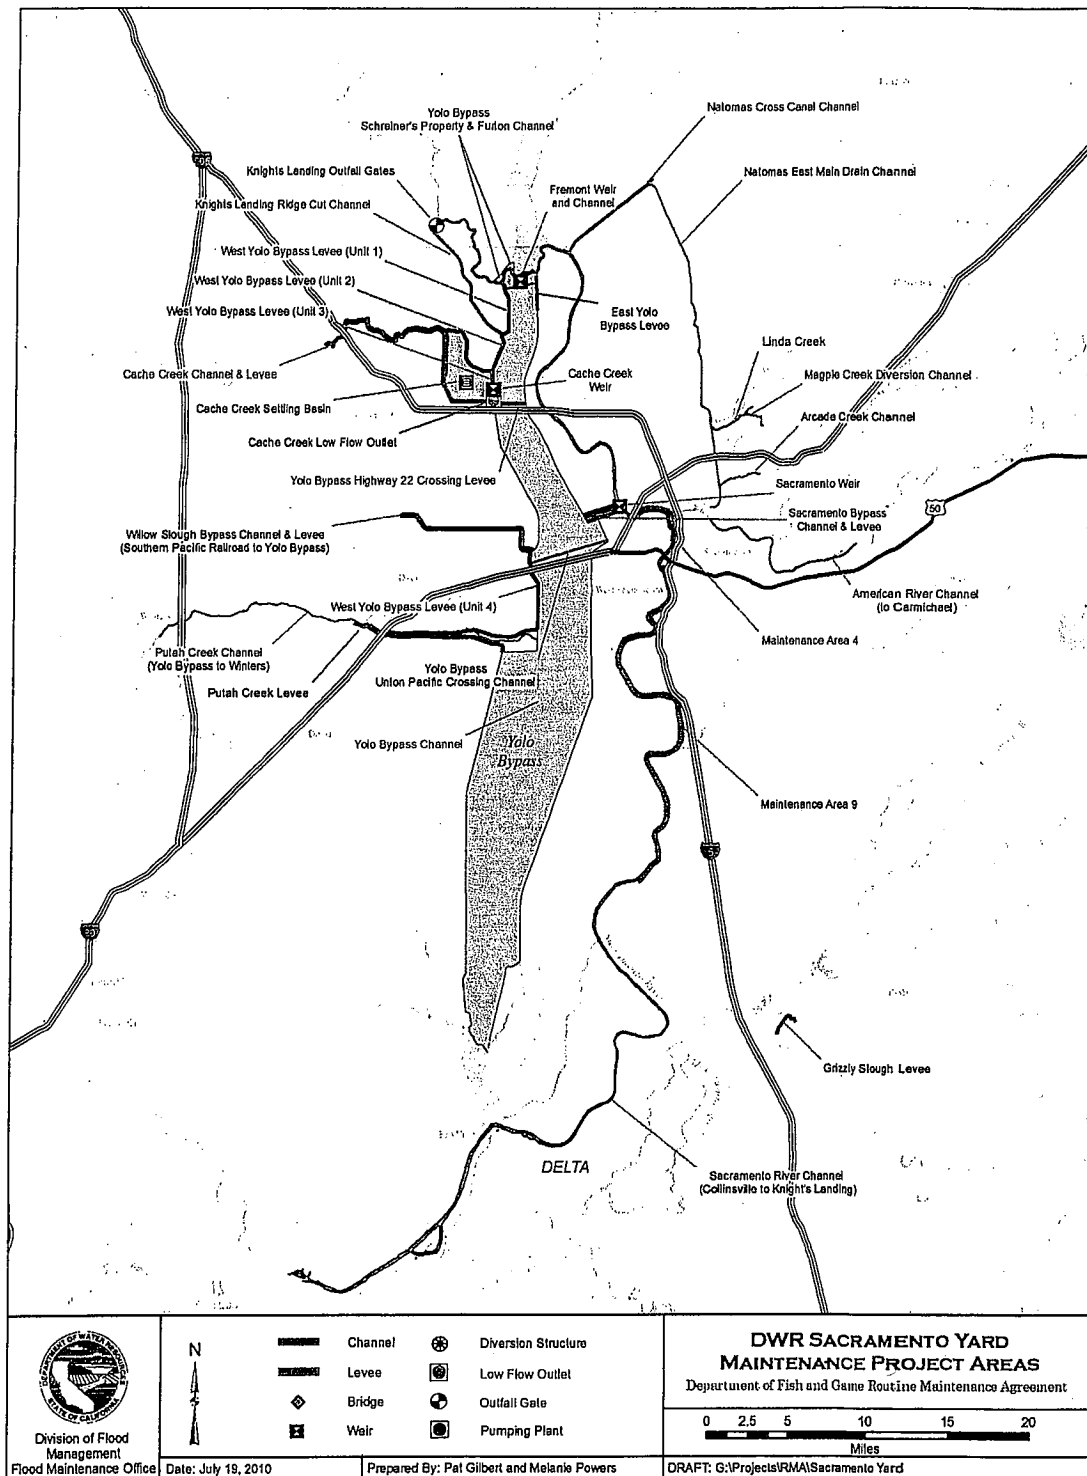 Natomas Cross Canal Channel
Yolo Bypass
Schreiner's Property & Furlon Channel
Knights Landing Outfall Gates
Natomas East Main Drain Channel
Fremont Weir
and Channel
Knights Landing Ridge Cut Channel
West Yolo Bypass Levee (Unit 1)
West Yolo Bypass Levee (Unit 2)
West Yolo Bypass Levee (Unit 3)
East Yolo
Bypass Levee
Linda Creek
Cache Creek Channel & Levee
Cache Creek
Weir
Magpie Creek Diversion Channel
Cache Creek Settling Basin
Arcade Creek Channel
Cache Creek Low Flow Outlet
Yolo Bypass Highway 22 Crossing Levee
Sacramento Weir
50
Sacramento Bypass
Channel & Levee
Willow Slough Bypass Channel & Levee
(Southern Pacific Railroad to Yolo Bypass)
American River Channel
(to Carmichael)
West Yolo Bypass Levee (Unit 4)
Maintenance Area 4
Putah Creek Channel
(Yolo Bypass to Winters)
Yolo Bypass
Union Pacific Crossing Channel
Putah Creek Levee
Yolo Bypass Channel
Yolo
Bypass
Maintenance Area 9
Grizzly Slough Levee
DELTA
Sacramento River Channel
(Collinsville to Knight's Landing)
DEPARTMENT OF WATER RESOURCES
STATE OF CALIFORNIA
Division of Flood
Management
Flood Maintenance Office
N
Channel
Levee
Bridge
Weir
Diversion Structure
Low Flow Outlet
Outfall Gate
Pumping Plant
DWR SACRAMENTO YARD
MAINTENANCE PROJECT AREAS
Department of Fish and Game Routine Maintenance Agreement
0 2.5 5 10 15 20
Miles
Date: July 19, 2010
Prepared By: Pat Gilbert and Melanie Powers
DRAFT: G:\Projects\RMA\Sacramento Yard